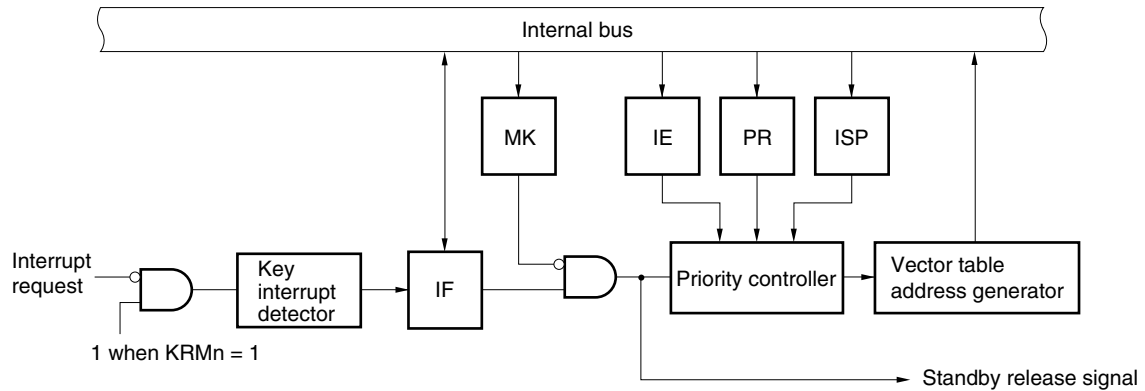 Internal bus
MK
IE
PR
ISP
Interrupt
request
Key
interrupt
detector
IF
Priority controller
Vector table
address generator
1 when KRMn = 1
Standby release signal